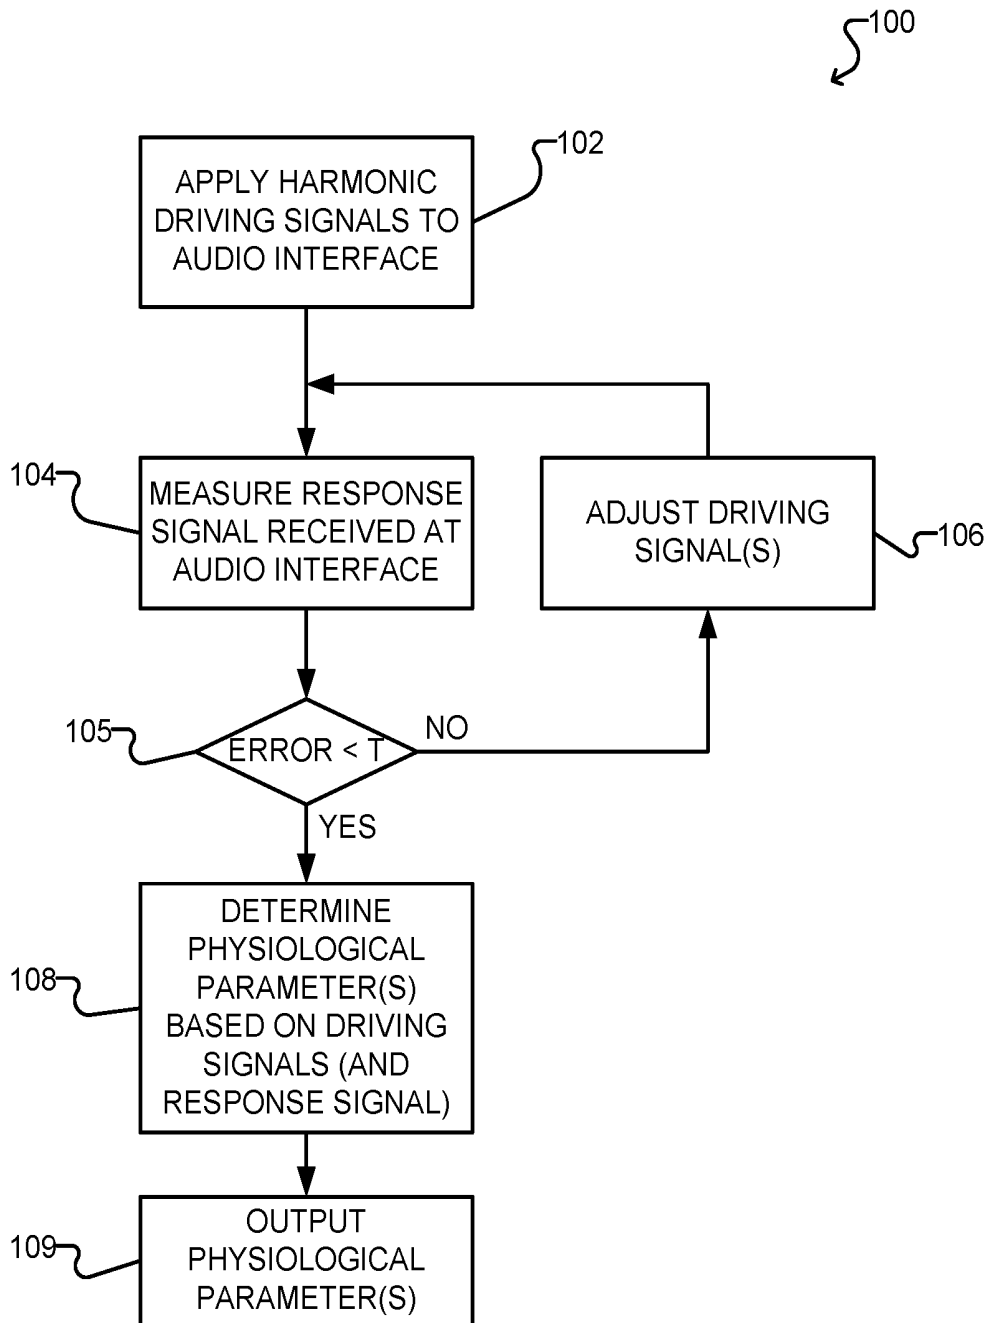 100
102
APPLY HARMONIC
DRIVING SIGNALS TO
AUDIO INTERFACE
104
MEASURE RESPONSE
SIGNAL RECEIVED AT
AUDIO INTERFACE
ADJUST DRIVING
SIGNAL(S)
106
105
ERROR < T
NO
YES
108
DETERMINE
PHYSIOLOGICAL
PARAMETER(S)
BASED ON DRIVING
SIGNALS (AND
RESPONSE SIGNAL)
109
OUTPUT
PHYSIOLOGICAL
PARAMETER(S)